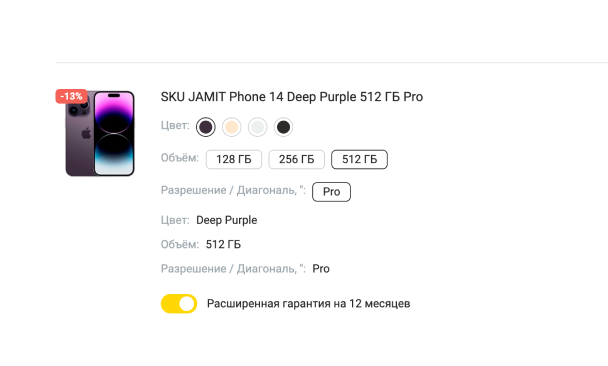 -13%
SKU JAMIT Phone 14 Deep Purple 512 ГБ Pro
Цвет:
Объём: 128 ГБ 256 ГБ 512 ГБ
Разрешение / Диагональ, ": Pro
Цвет: Deep Purple
Объём: 512 ГБ
Разрешение / Диагональ, ": Pro
Расширенная гарантия на 12 месяцев